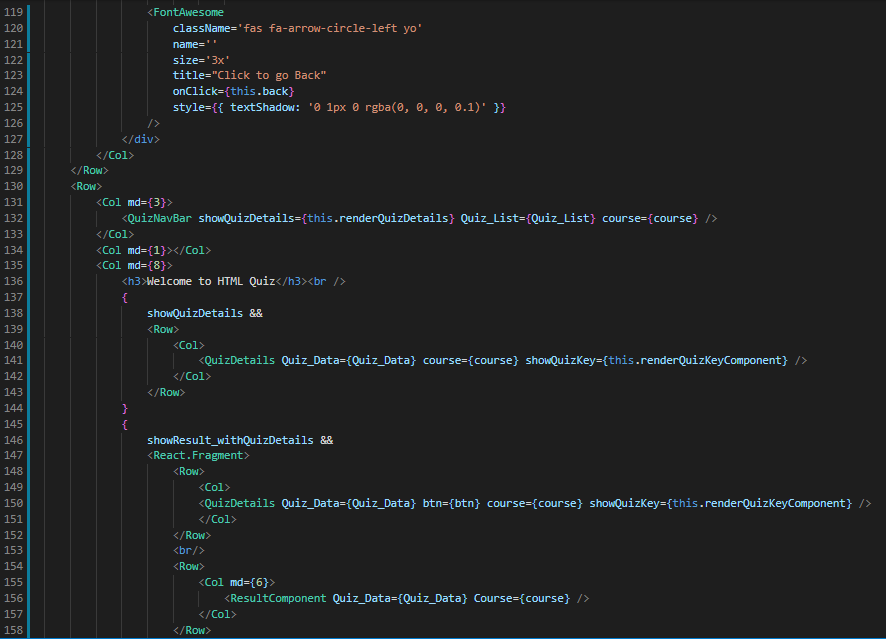 119 <FontAwesome
120 className='fas fa-arrow-circle-left yo'
121 name=''
122 size='3x'
123 title="Click to go Back"
124 onClick={this.back}
125 style={{ textShadow: '0 1px 0 rgba(0, 0, 0, 0.1)' }}
126 />
127 </div>
128 </Col>
129 </Row>
130 <Row>
131 <Col md={3}>
132 <QuizNavBar showQuizDetails={this.renderQuizDetails} Quiz_List={Quiz_List} course={course} />
133 </Col>
134 <Col md={1}></Col>
135 <Col md={8}>
136 <h3>Welcome to HTML Quiz</h3><br />
137 {
138 showQuizDetails &&
139 <Row>
140 <Col>
141 <QuizDetails Quiz_Data={Quiz_Data} course={course} showQuizKey={this.renderQuizKeyComponent} />
142 </Col>
143 </Row>
144 }
145 {
146 showResult_withQuizDetails &&
147 <React.Fragment>
148 <Row>
149 <Col>
150 <QuizDetails Quiz_Data={Quiz_Data} btn={btn} course={course} showQuizKey={this.renderQuizKeyComponent} />
151 </Col>
152 </Row>
153 <br/>
154 <Row>
155 <Col md={6}>
156 <ResultComponent Quiz_Data={Quiz_Data} Course={course} />
157 </Col>
158 </Row>